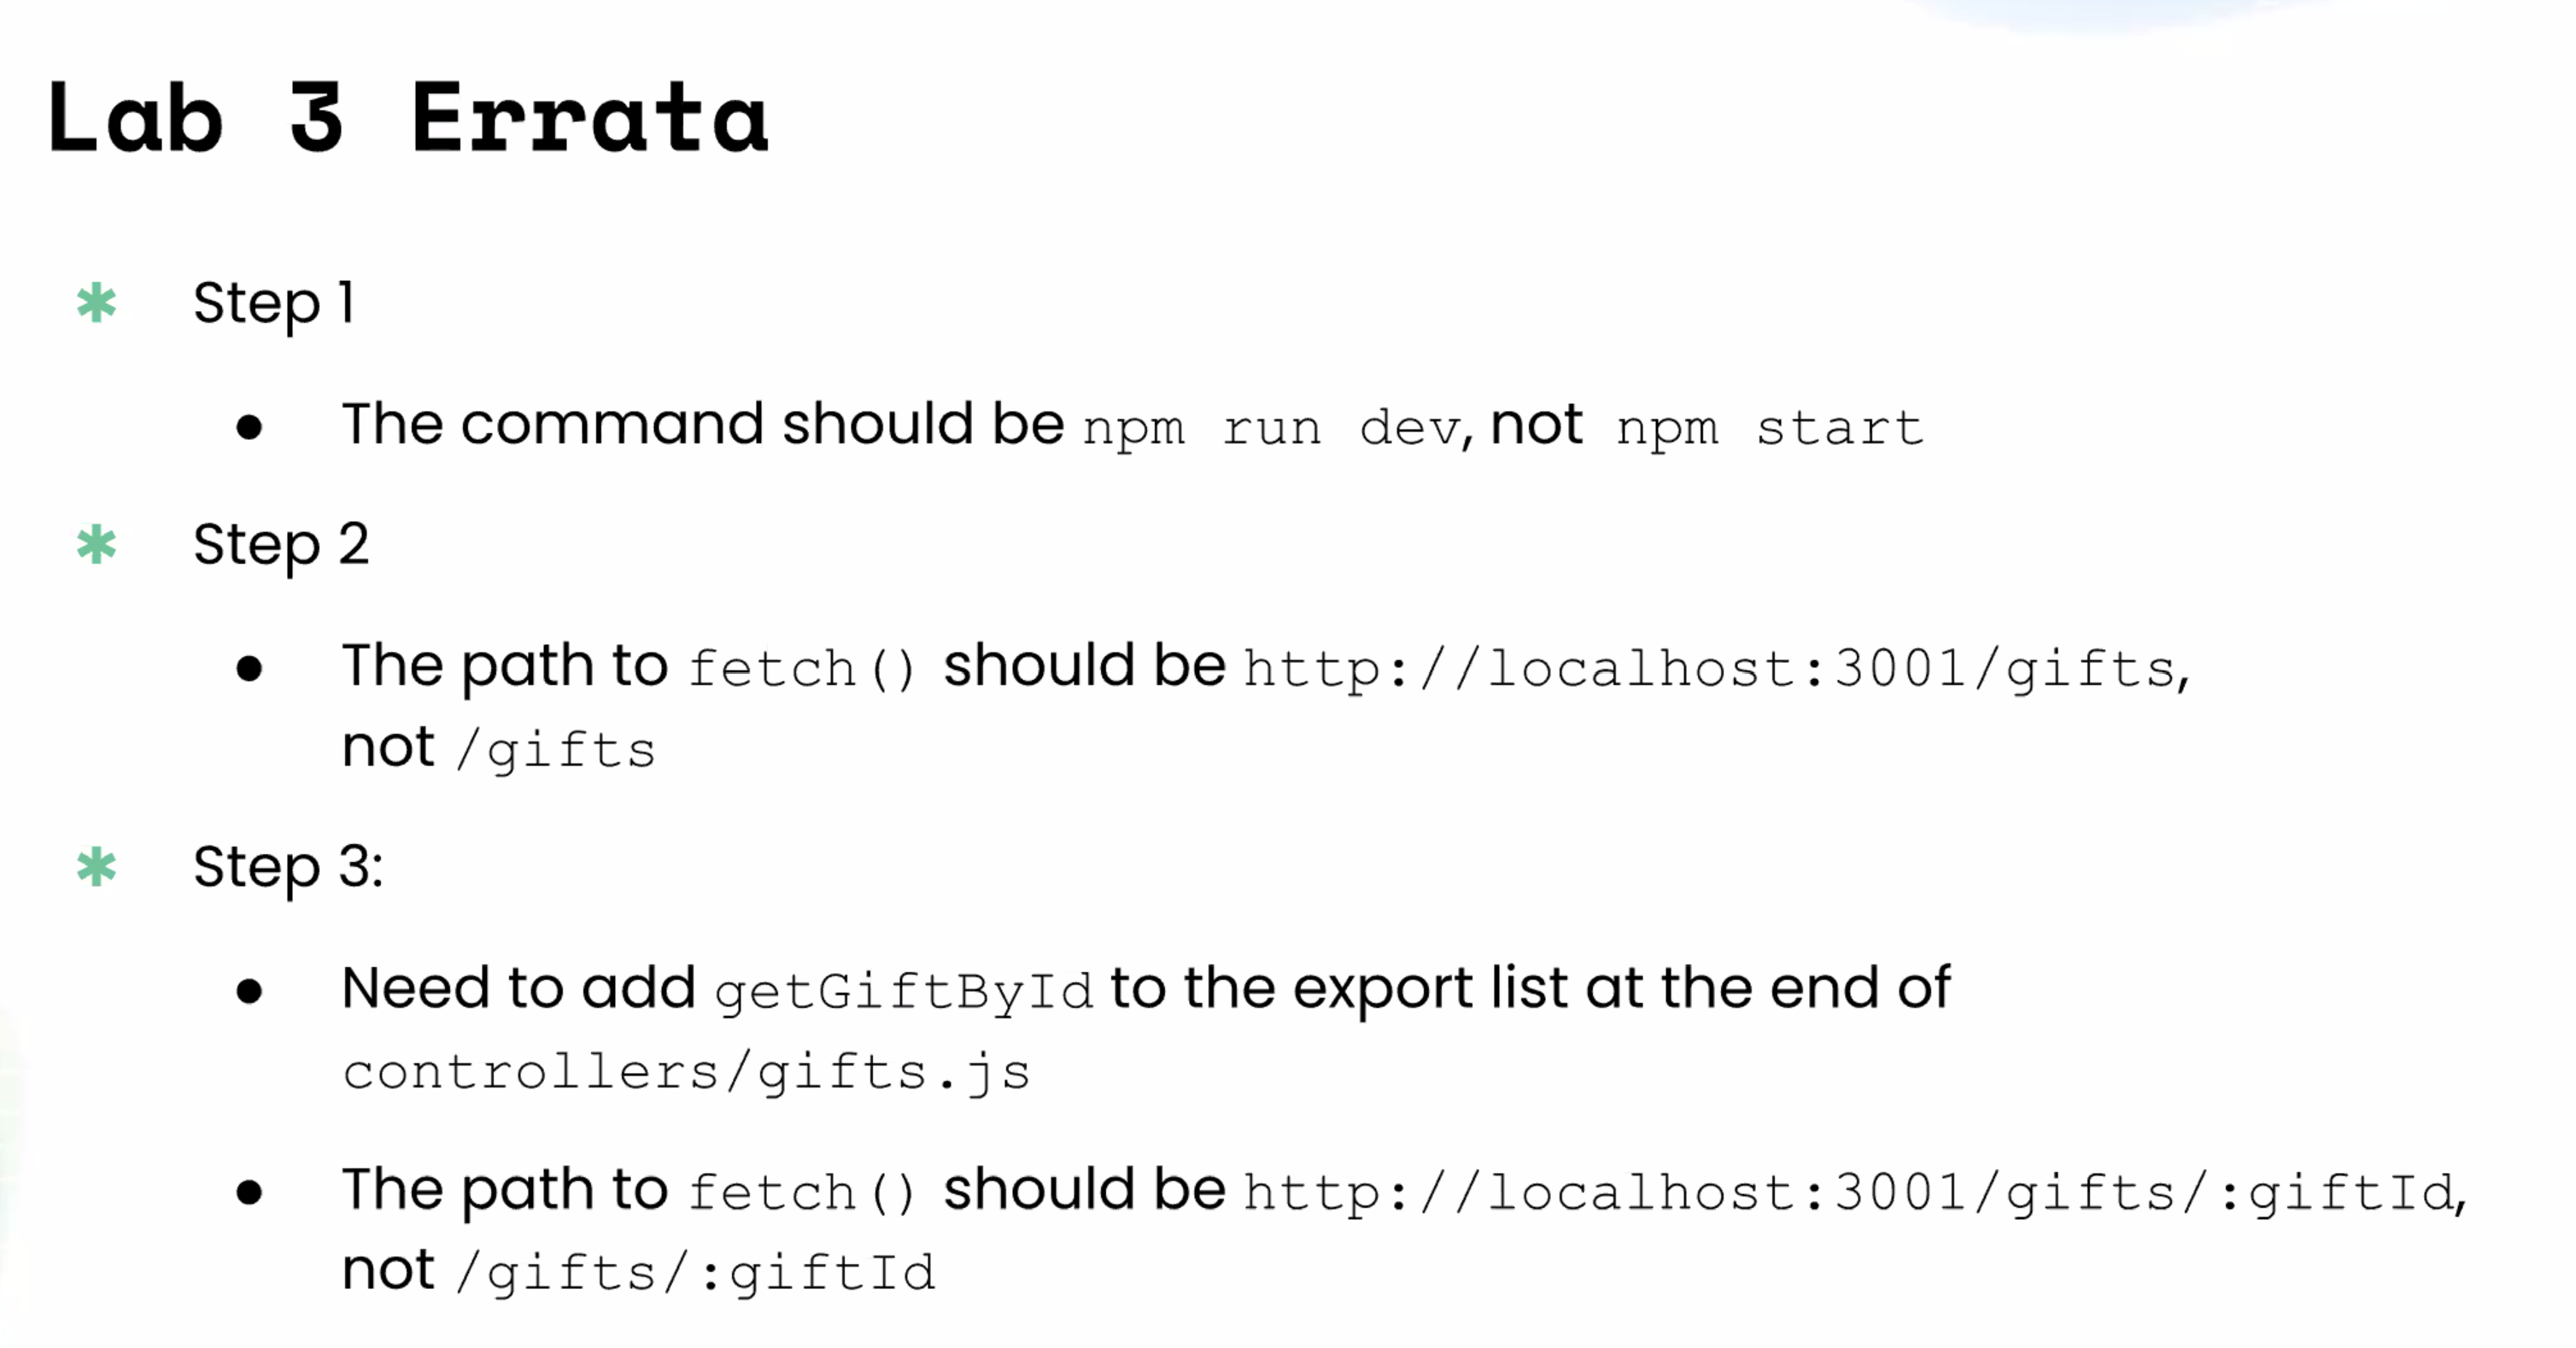 Lab 3 Errata
* Step 1
● The command should be npm run dev, not npm start
* Step 2
● The path to fetch() should be http://localhost:3001/gifts,
not /gifts
* Step 3:
● Need to add getGiftById to the export list at the end of
controllers/gifts.js
● The path to fetch() should be http://localhost:3001/gifts/:giftId,
not /gifts/:giftId